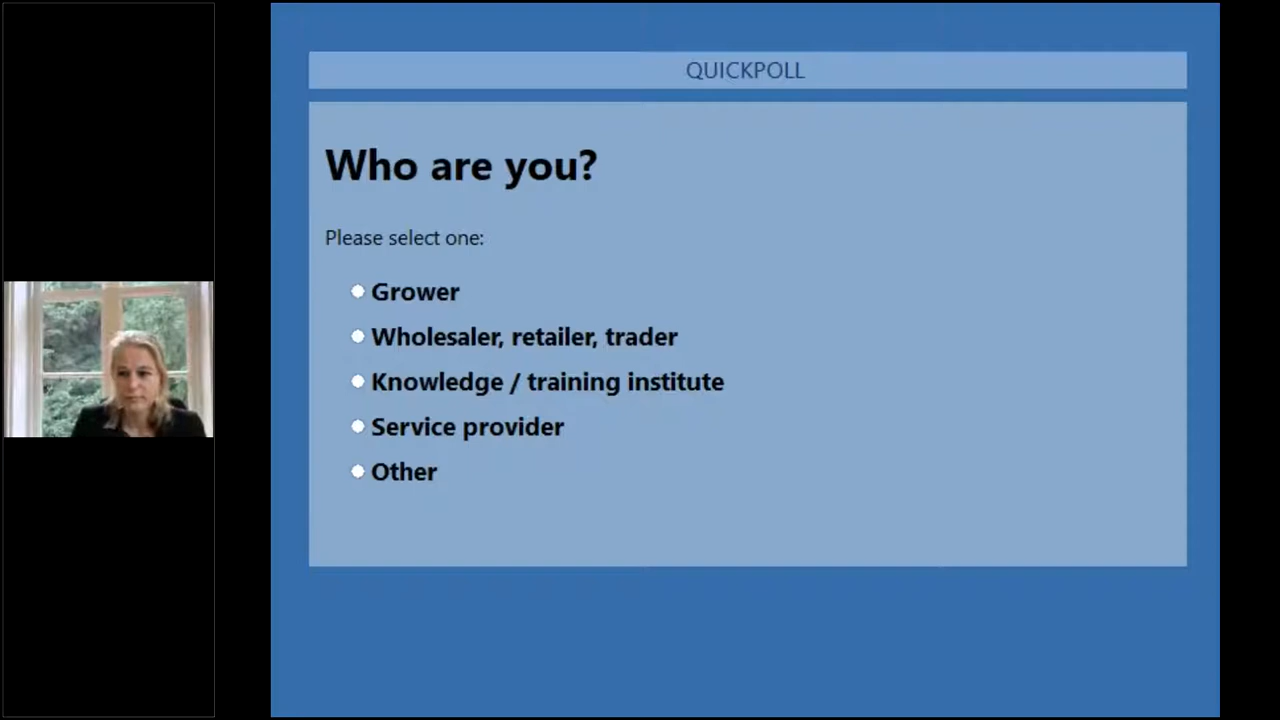 QUICKPOLL
Who are you?
Please select one:
Grower
Wholesaler, retailer, trader
Knowledge / training institute
Service provider
Other